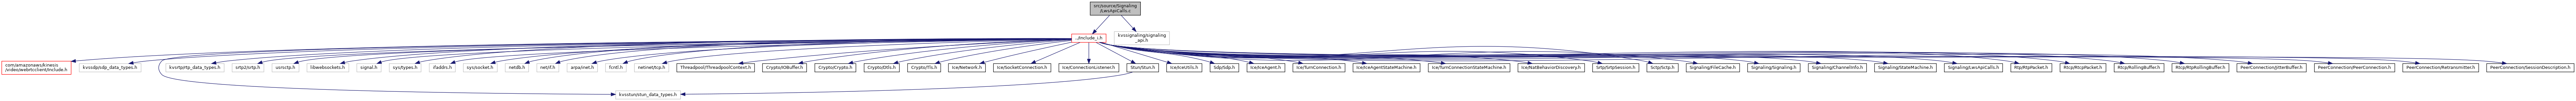 src/source/Signaling
/LwsApiCalls.c
../Include_i.h
kvssignaling/signaling
_api.h
com/amazonaws/kinesis
/video/webrtcclient/Include.h
kvssdp/sdp_data_types.h
kvsrtp/rtp_data_types.h
srtp2/srtp.h
usrsctp.h
libwebsockets.h
signal.h
sys/types.h
ifaddrs.h
sys/socket.h
netdb.h
net/if.h
arpa/inet.h
fcntl.h
netinet/tcp.h
Threadpool/ThreadpoolContext.h
Crypto/IOBuffer.h
Crypto/Crypto.h
Crypto/Dtls.h
Crypto/Tls.h
Ice/Network.h
Ice/SocketConnection.h
Ice/ConnectionListener.h
Stun/Stun.h
Ice/IceUtils.h
Sdp/Sdp.h
Ice/IceAgent.h
Ice/TurnConnection.h
Ice/IceAgentStateMachine.h
Ice/TurnConnectionStateMachine.h
Ice/NatBehaviorDiscovery.h
Srtp/SrtpSession.h
Sctp/Sctp.h
Signaling/FileCache.h
Signaling/Signaling.h
Signaling/ChannelInfo.h
Signaling/StateMachine.h
Signaling/LwsApiCalls.h
Rtp/RtpPacket.h
Rtcp/RtcpPacket.h
Rtcp/RollingBuffer.h
Rtcp/RtpRollingBuffer.h
PeerConnection/JitterBuffer.h
PeerConnection/PeerConnection.h
PeerConnection/Retransmitter.h
PeerConnection/SessionDescription.h
kvsstun/stun_data_types.h